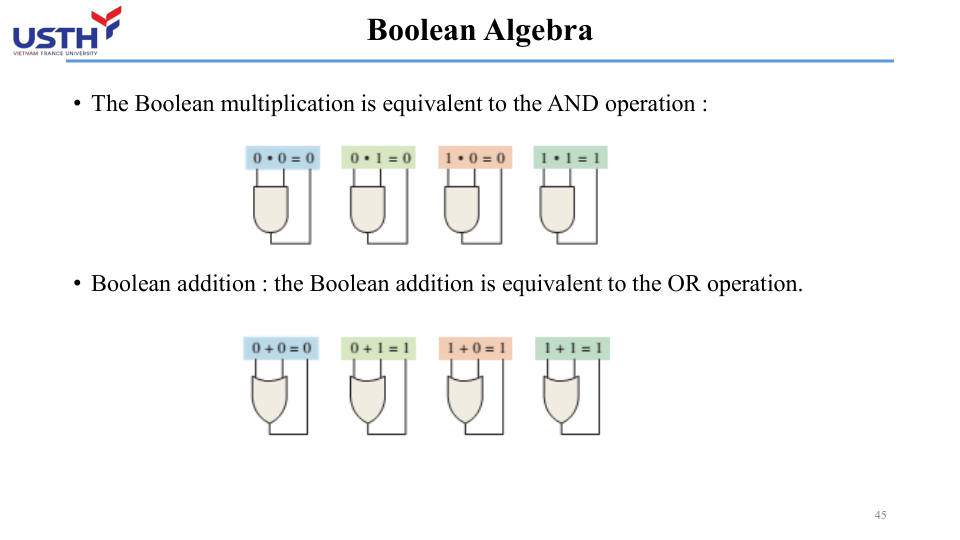 USTH
VIETNAM FRANCE UNIVERSITY
Boolean Algebra
• The Boolean multiplication is equivalent to the AND operation :
0 • 0 = 0 0 • 1 = 0 1 • 0 = 0 1 • 1 = 1
• Boolean addition : the Boolean addition is equivalent to the OR operation.
0 + 0 = 0 0 + 1 = 1 1 + 0 = 1 1 + 1 = 1
45